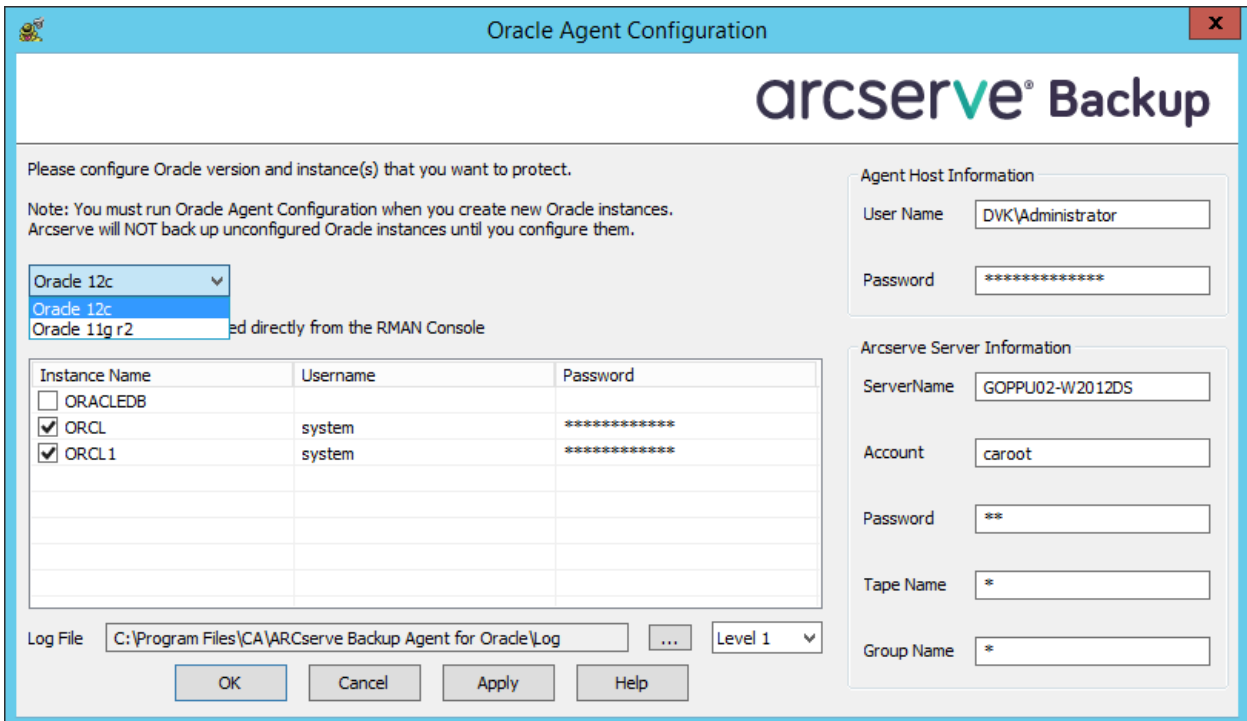 Oracle Agent Configuration
x
arcserve® Backup
Please configure Oracle version and instance(s) that you want to protect.
Note: You must run Oracle Agent Configuration when you create new Oracle instances.
Arcserve will NOT back up unconfigured Oracle instances until you configure them.
Oracle 12c
Oracle 12c
Oracle 11g r2
ed directly from the RMAN Console
Instance Name Username Password
ORACLEDB
ORCL system ************
ORCL1 system ************
Log File C:\Program Files\CA\ARCserve Backup Agent for Oracle\Log ... Level 1
OK Cancel Apply Help
Agent Host Information
User Name DVK\Administrator
Password *************
Arcserve Server Information
ServerName GOPPU02-W2012DS
Account caroot
Password **
Tape Name *
Group Name *